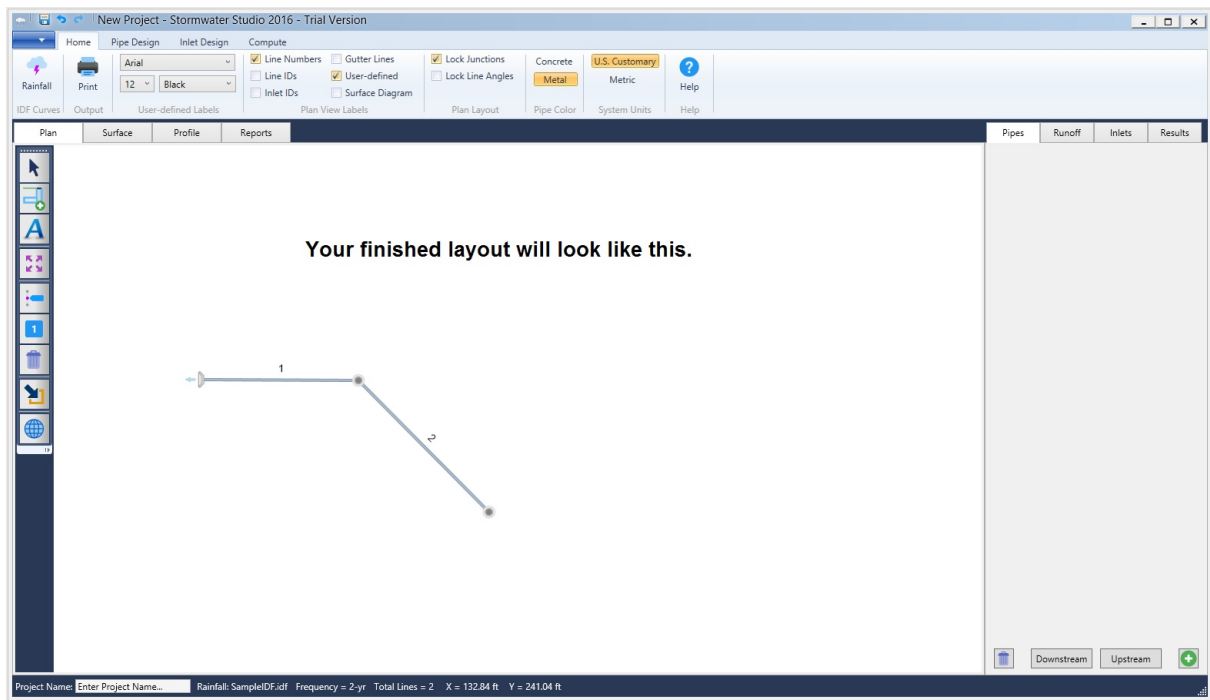 New Project - Stormwater Studio 2016 - Trial Version
Home Pipe Design Inlet Design Compute
Rainfall
IDF Curves
Print
Output
Arial
12 Black
User-defined Labels
Line Numbers Gutter Lines
Line IDs User-defined
Inlet IDs Surface Diagram
Plan View Labels
Lock Junctions
Lock Line Angles
Plan Layout
Concrete
Metal
Pipe Color
U.S. Customary
Metric
System Units
Help
Help
Plan Surface Profile Reports
Pipes Runoff Inlets Results
A
1
Your finished layout will look like this.
1
2
Downstream Upstream
Project Name: Enter Project Name... Rainfall: SampleIDF.idf Frequency = 2-yr Total Lines = 2 X = 132.84 ft Y = 241.04 ft